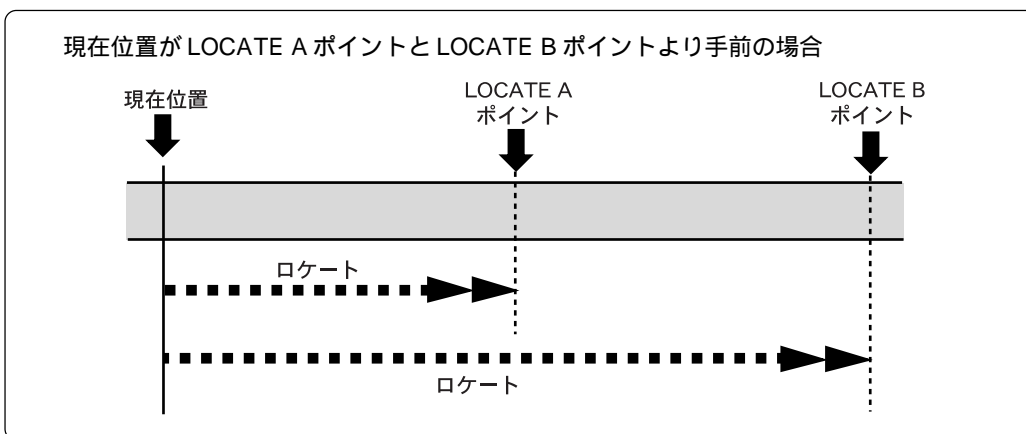 現在位置が LOCATE A ポイントと LOCATE B ポイントより手前の場合
現在位置
LOCATE A
ポイント
LOCATE B
ポイント
ロケート
ロケート